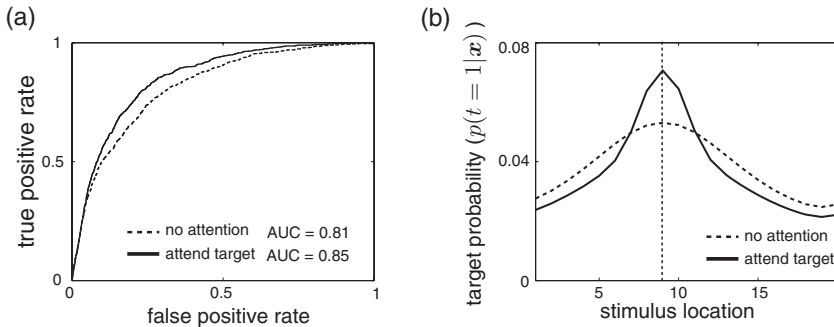 (a)
true positive rate
1
0.5
0
0
0.5
1
false positive rate
no attention AUC = 0.81
attend target AUC = 0.85
(b)
target probability (p(t = 1|x) )
0.08
0.04
0
5
10
15
stimulus location
no attention
attend target